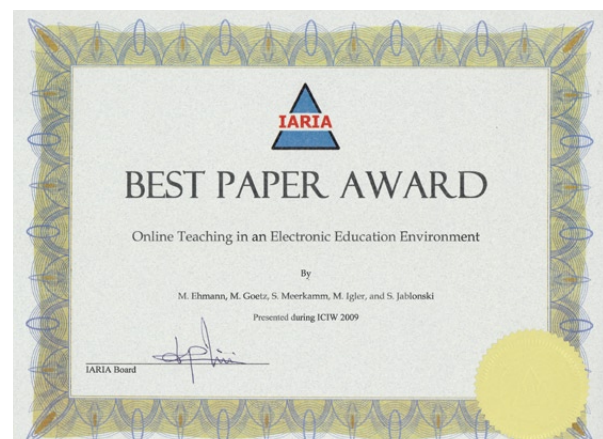 IARIA
BEST PAPER AWARD
Online Teaching in an Electronic Education Environment
By
M. Ehmann, M. Goetz, S. Meerkamm, M. Igler, and S. Jablonski
Presented during ICIW 2009
IARIA Board